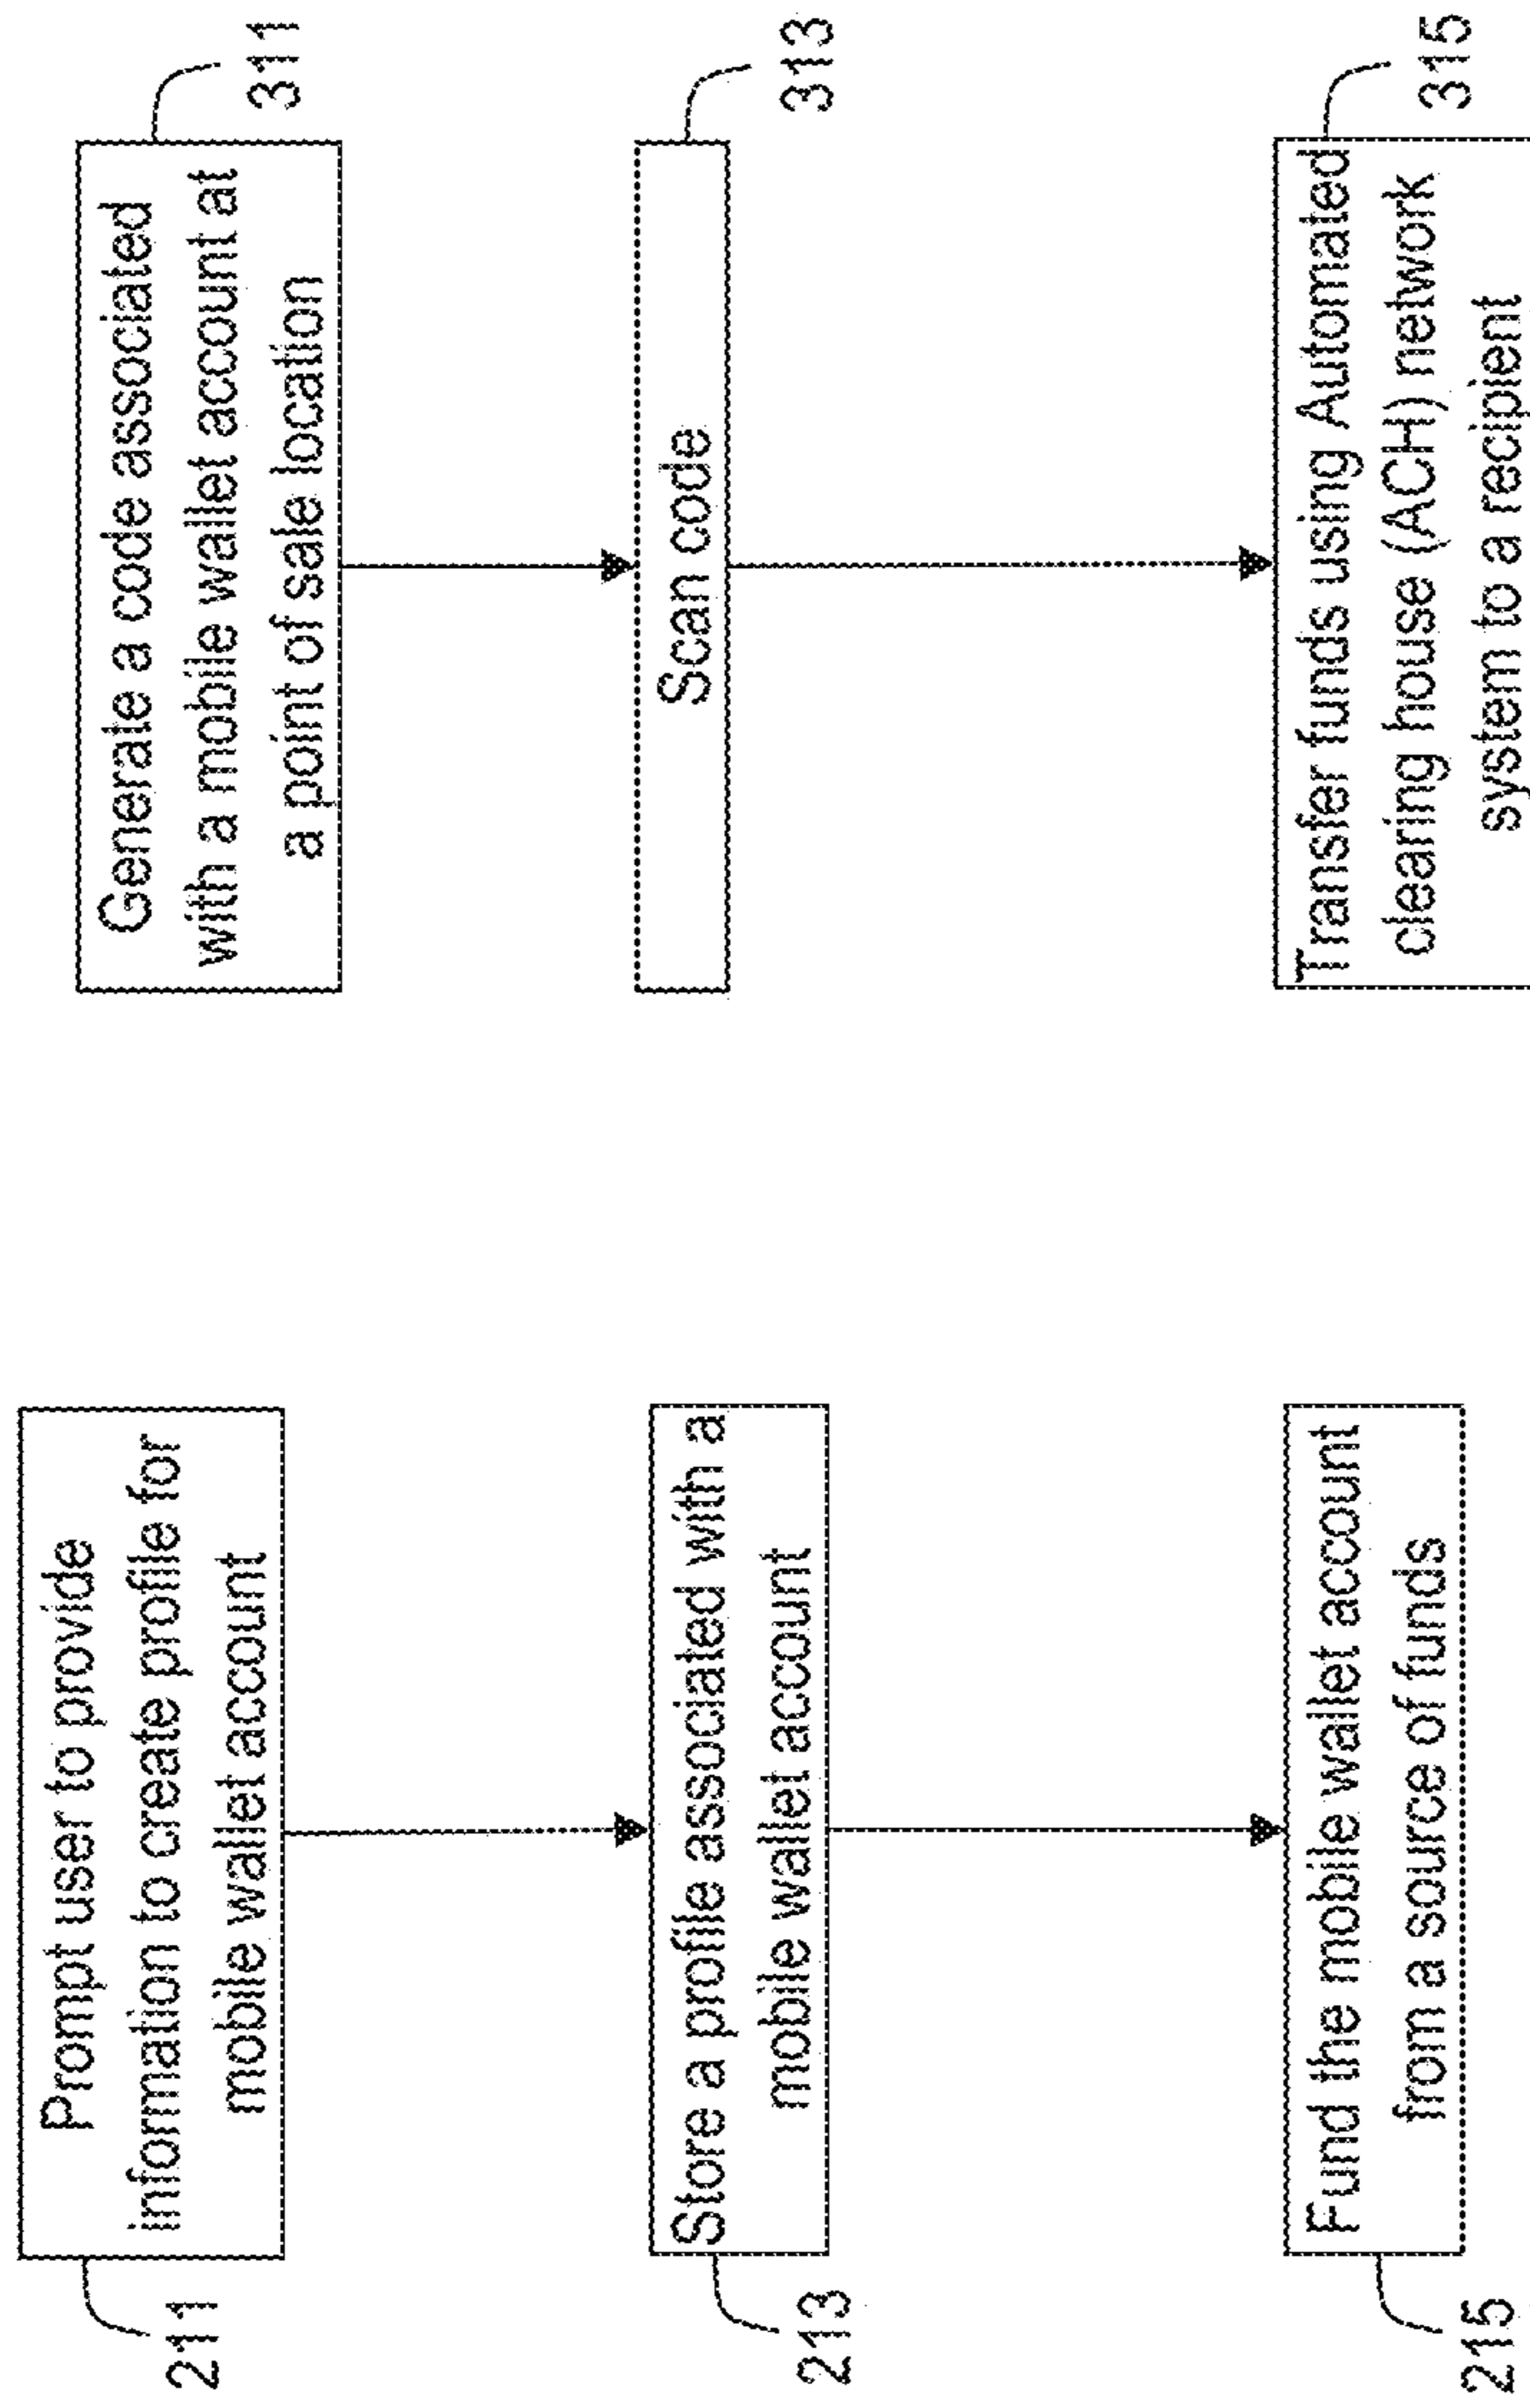 Prompt user to provide
information to create profile for
mobile wallet account
211
Store a profile associated with a
mobile wallet account
213
Fund the mobile wallet account
from a source of funds
215
Generate a code associated
with a mobile wallet account at
a point of sale location
311
Scan code
313
Transfer funds using Automated
clearing house (ACH) network
system to a recipient
315